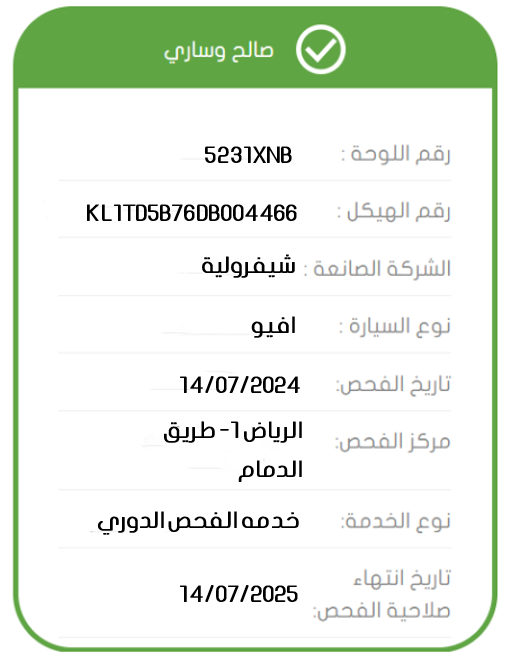 صالح وساري
رقم اللوحة : 5231XNB
رقم الهيكل : KL1TD5B76DB004466
الشركة الصانعة : شيفرولية
نوع السيارة : افيو
تاريخ الفحص: 14/07/2024
مركز الفحص: الرياض 1- طريق
الدمام
نوع الخدمة: خدمه الفحص الدوري
تاريخ انتهاء
صلاحية الفحص: 14/07/2025